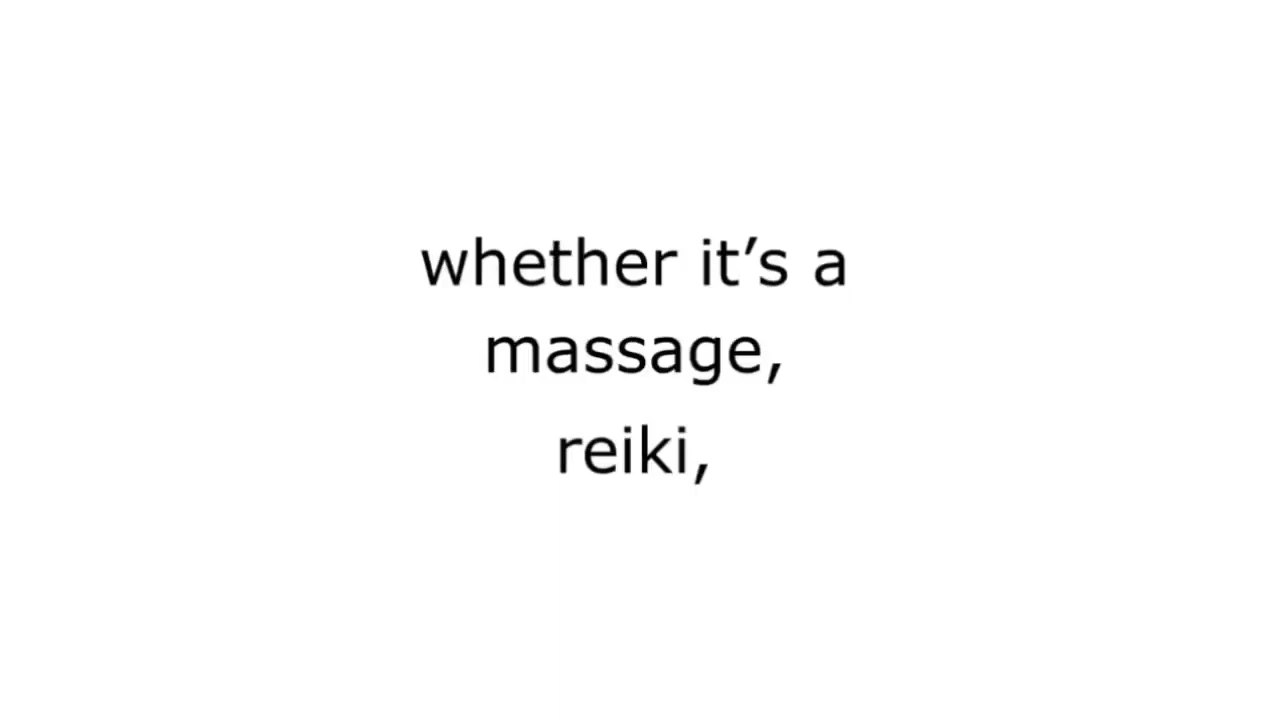 whether it’s a
massage,
reiki,